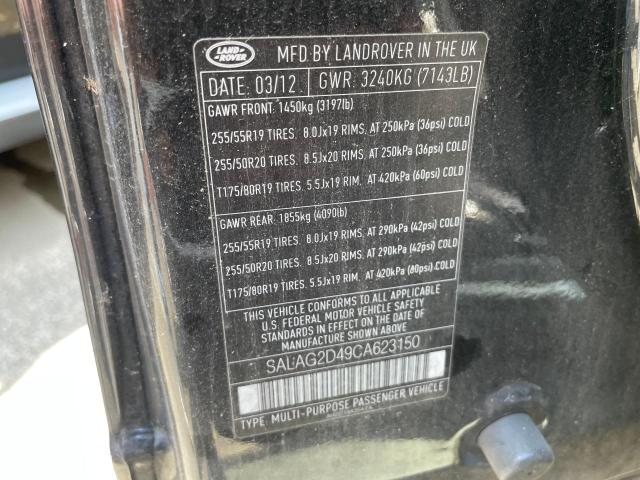 LAND ROVER MFD BY LANDROVER IN THE UK
DATE: 03/12 GWR: 3240KG (7143LB)
GAWR FRONT: 1450kg (3197lb)
255/55R19 TIRES. 8.0Jx19 RIMS. AT 250kPa (36psi) COLD
255/50R20 TIRES. 8.5Jx20 RIMS. AT 250kPa (36psi) COLD
T175/80R19 TIRES. 5.5Jx19 RIM. AT 420kPa (60psi) COLD
GAWR REAR: 1855kg (4090lb)
255/55R19 TIRES. 8.0Jx19 RIMS. AT 290kPa (42psi) COLD
255/50R20 TIRES. 8.5Jx20 RIMS. AT 290kPa (42psi) COLD
T175/80R19 TIRES. 5.5Jx19 RIM. AT 420kPa (60psi) COLD
THIS VEHICLE CONFORMS TO ALL APPLICABLE
U.S. FEDERAL MOTOR VEHICLE SAFETY
STANDARDS IN EFFECT ON THE DATE OF
MANUFACTURE SHOWN ABOVE
SALAG2D49CA623150
TYPE: MULTI-PURPOSE PASSENGER VEHICLE